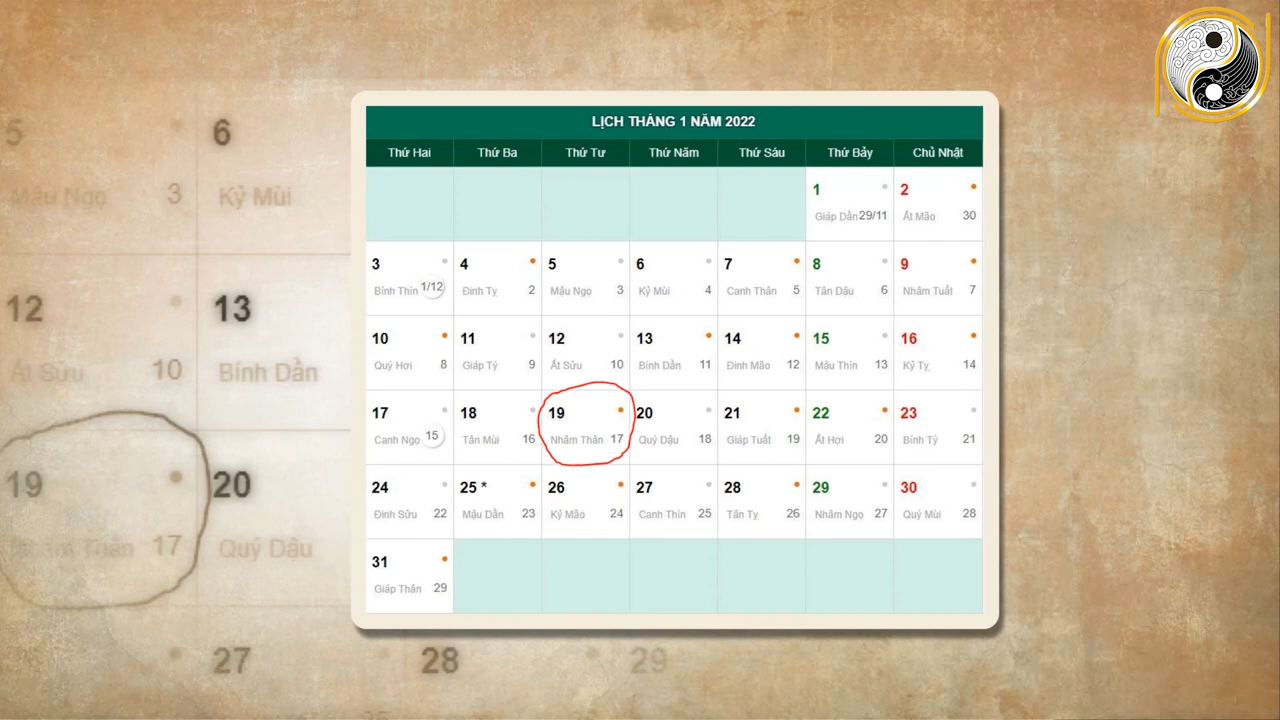 LỊCH THÁNG 1 NĂM 2022
Thứ Hai Thứ Ba Thứ Tư Thứ Năm Thứ Sáu Thứ Bảy Chủ Nhật
1 2
Giáp Dần 29/11 Ất Mão 30
3 4 5 6 7 8 9
Bính Thìn 1/12 Đinh Tỵ 2 Mậu Ngọ 3 Kỷ Mùi 4 Canh Thân 5 Tân Dậu 6 Nhâm Tuất 7
10 11 12 13 14 15 16
Quý Hợi 8 Giáp Tý 9 Ất Sửu 10 Bính Dần 11 Đinh Mão 12 Mậu Thìn 13 Kỷ Tỵ 14
17 18 19 20 21 22 23
Canh Ngọ 15 Tân Mùi 16 Nhâm Thân 17 Quý Dậu 18 Giáp Tuất 19 Ất Hợi 20 Bính Tý 21
24 25 * 26 27 28 29 30
Đinh Sửu 22 Mậu Dần 23 Kỷ Mão 24 Canh Thìn 25 Tân Tỵ 26 Nhâm Ngọ 27 Quý Mùi 28
31
Giáp Thân 29
5 6
Mậu Ngọ 3 Kỷ Mùi
12 13
Ất Sửu 10 Bính Dần
19 20
Nhâm Thân 17 Quý Dậu
27 28 29